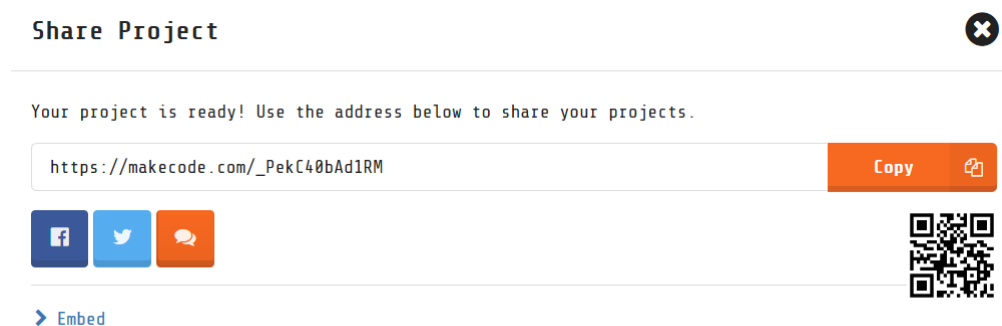 Share Project
Your project is ready! Use the address below to share your projects.
https://makecode.com/_PekC40bAd1RM
Copy
Embed